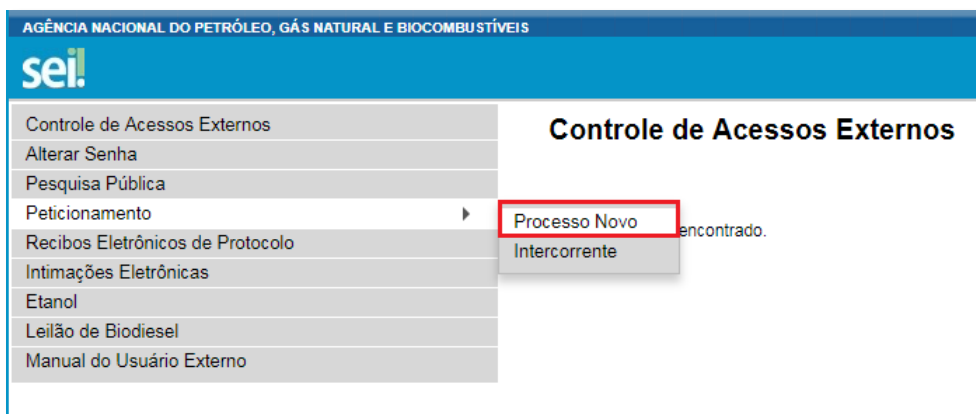 AGÊNCIA NACIONAL DO PETRÓLEO, GÁS NATURAL E BIOCOMBUSTÍVEIS
sei!
Controle de Acessos Externos
Alterar Senha
Pesquisa Pública
Peticionamento
Recibos Eletrônicos de Protocolo
Intimações Eletrônicas
Etanol
Leilão de Biodiesel
Manual do Usuário Externo
Processo Novo
Intercorrente
Controle de Acessos Externos
encontrado.